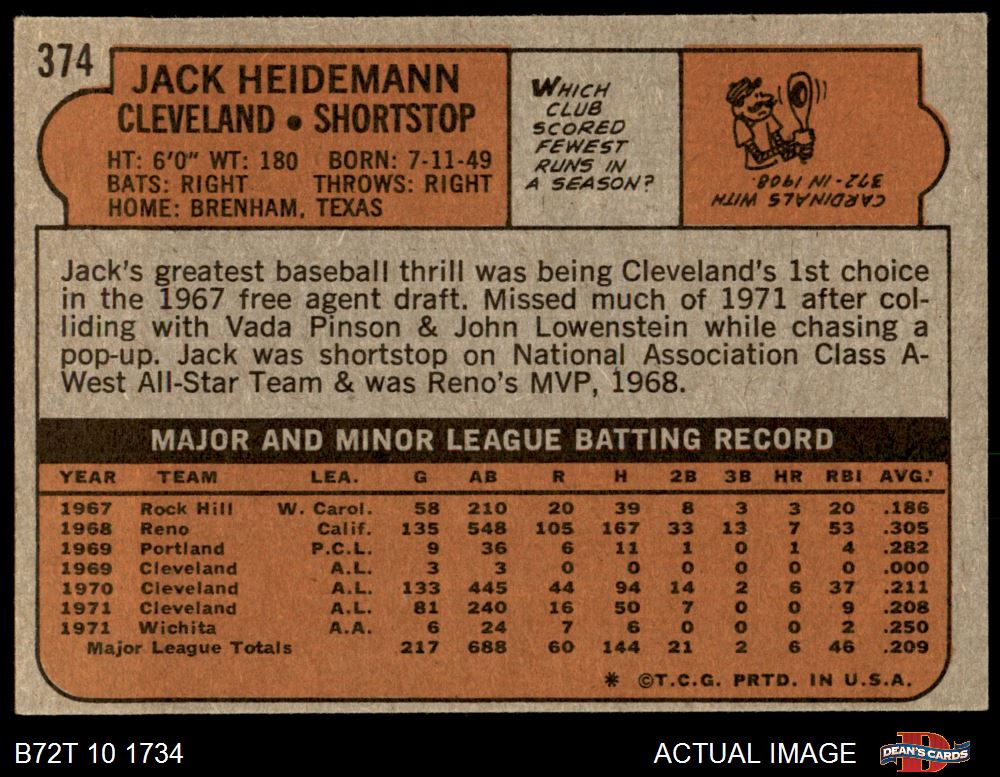 374
JACK HEIDEMANN
CLEVELAND • SHORTSTOP
HT: 6'0" WT: 180 BORN: 7-11-49
BATS: RIGHT THROWS: RIGHT
HOME: BRENHAM, TEXAS
WHICH
CLUB
SCORED
FEWEST
RUNS IN
A SEASON?
CARDINALS WITH
372 - IN 1908
Jack's greatest baseball thrill was being Cleveland's 1st choice
in the 1967 free agent draft. Missed much of 1971 after col-
liding with Vada Pinson & John Lowenstein while chasing a
pop-up. Jack was shortstop on National Association Class A-
West All-Star Team & was Reno's MVP, 1968.
MAJOR AND MINOR LEAGUE BATTING RECORD
YEAR TEAM LEA. G AB R H 2B 3B HR RBI AVG.
1967 Rock Hill W. Carol. 58 210 20 39 8 3 3 20 .186
1968 Reno Calif. 135 548 105 167 33 13 7 53 .305
1969 Portland P.C.L. 9 36 6 11 1 0 1 4 .282
1969 Cleveland A.L. 3 3 0 0 0 0 0 0 .000
1970 Cleveland A.L. 133 445 44 94 14 2 6 37 .211
1971 Cleveland A.L. 81 240 16 50 7 0 0 9 .208
1971 Wichita A.A. 6 24 7 6 0 0 0 2 .250
Major League Totals 217 688 60 144 21 2 6 46 .209
* ©T.C.G. PRTD. IN U.S.A.
B72T 10 1734
ACTUAL IMAGE
DEAN'S CARDS